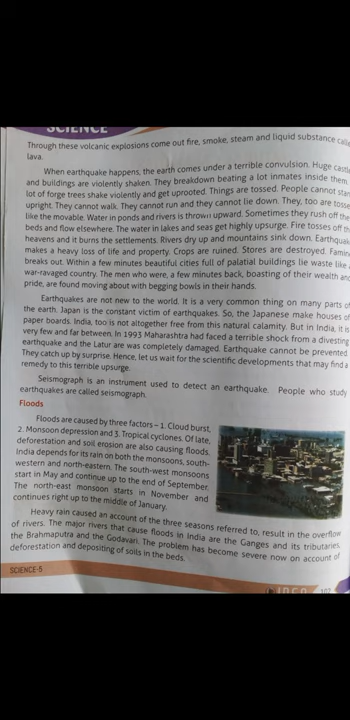 SCIENCE
Through these volcanic explosions come out fire, smoke, steam and liquid substance
lava.
When earthquake happens, the earth comes under a terrible convulsion. Huge
and buildings are violently shaken. They breakdown beating a lot inmates inside them,
lot of forge trees shake violently and get uprooted. Things are tossed. People cannot
upright. They cannot walk. They cannot run and they cannot lie down. They, too are
like the movable. Water in ponds and rivers is thrown upward. Sometimes they rush off the
beds and flow elsewhere. The water in lakes and seas get highly upsurge. Fire tosses off
heavens and it burns the settlements. Rivers dry up and mountains sink down.
makes a heavy loss of life and property. Crops are ruined. Stores are destroyed.
breaks out. Within a few minutes beautiful cities full of palatial buildings lie waste like
war-ravaged country. The men who were, a few minutes back, boasting of their wealth and
pride, are found moving about with begging bowls in their hands.
Earthquakes are not new to the world. It is a very common thing on many parts of
the earth. Japan is the constant victim of earthquakes. So, the Japanese make houses of
paper boards. India, too is not altogether free from this natural calamity. But in India, it is
very few and far between. In 1993 Maharashtra had faced a terrible shock from a divesting
earthquake and the Latur are was completely damaged. Earthquake cannot be prevented.
They catch up by surprise. Hence, let us wait for the scientific developments that may find a
remedy to this terrible upsurge.
Seismograph is an instrument used to detect an earthquake. People who study
earthquakes are called seismograph.
Floods
Floods are caused by three factors – 1. Cloud burst,
2. Monsoon depression and 3. Tropical cyclones. Of late,
deforestation and soil erosion are also causing floods.
India depends for its rain on both the monsoons, south-
western and north-eastern. The south-west monsoons
start in May and continue up to the end of September.
The north-east monsoon starts in November and
continues right up to the middle of January.
Heavy rain caused an account of the three seasons referred to, result in the overflow
of rivers. The major rivers that cause floods in India are the Ganges and its tributaries,
the Brahmaputra and the Godavari. The problem has become severe now on account of
deforestation and depositing of soils in the beds.
SCIENCE-5
107